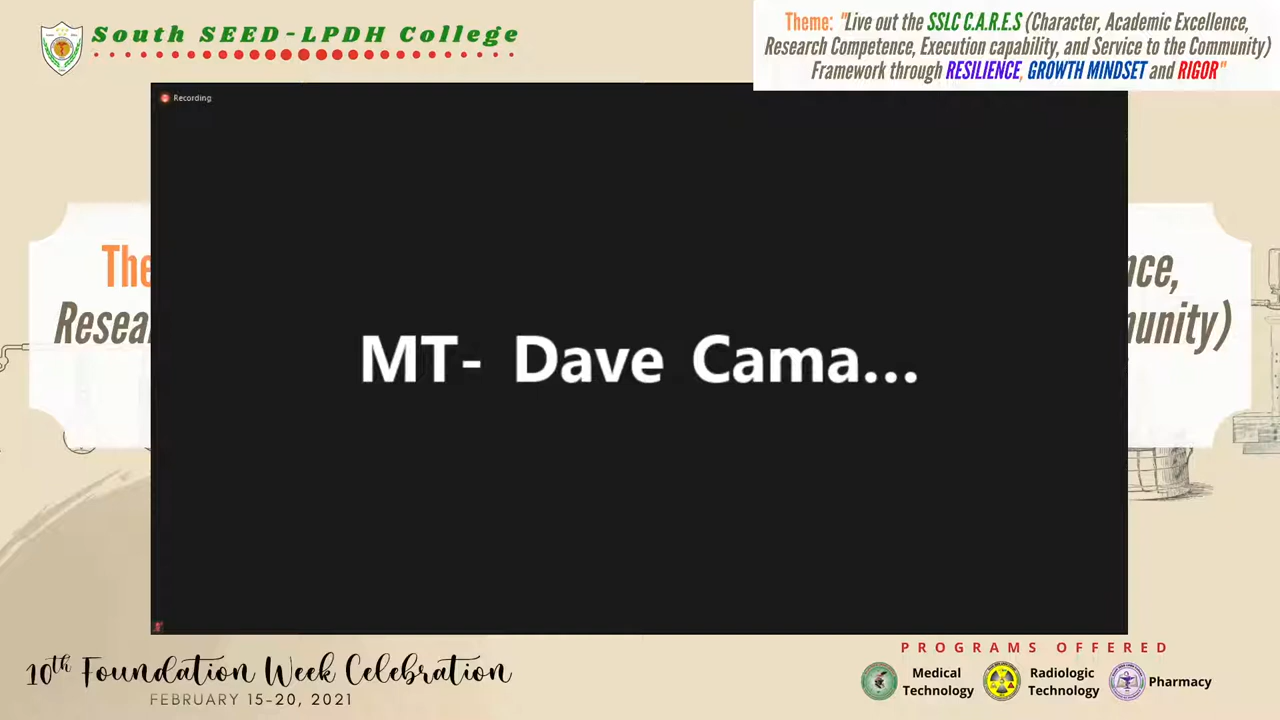 South SEED-LPDH College
Theme: "Live out the SSLC C.A.R.E.S (Character, Academic Excellence,
Research Competence, Execution capability, and Service to the Community)
Framework through RESILIENCE, GROWTH MINDSET and RIGOR"
Recording
The
nce,
Resea
munity)
MT- Dave Cama...
10th Foundation Week Celebration
FEBRUARY 15-20, 2021
PROGRAMS OFFERED
Medical
Technology
Radiologic
Technology
Pharmacy